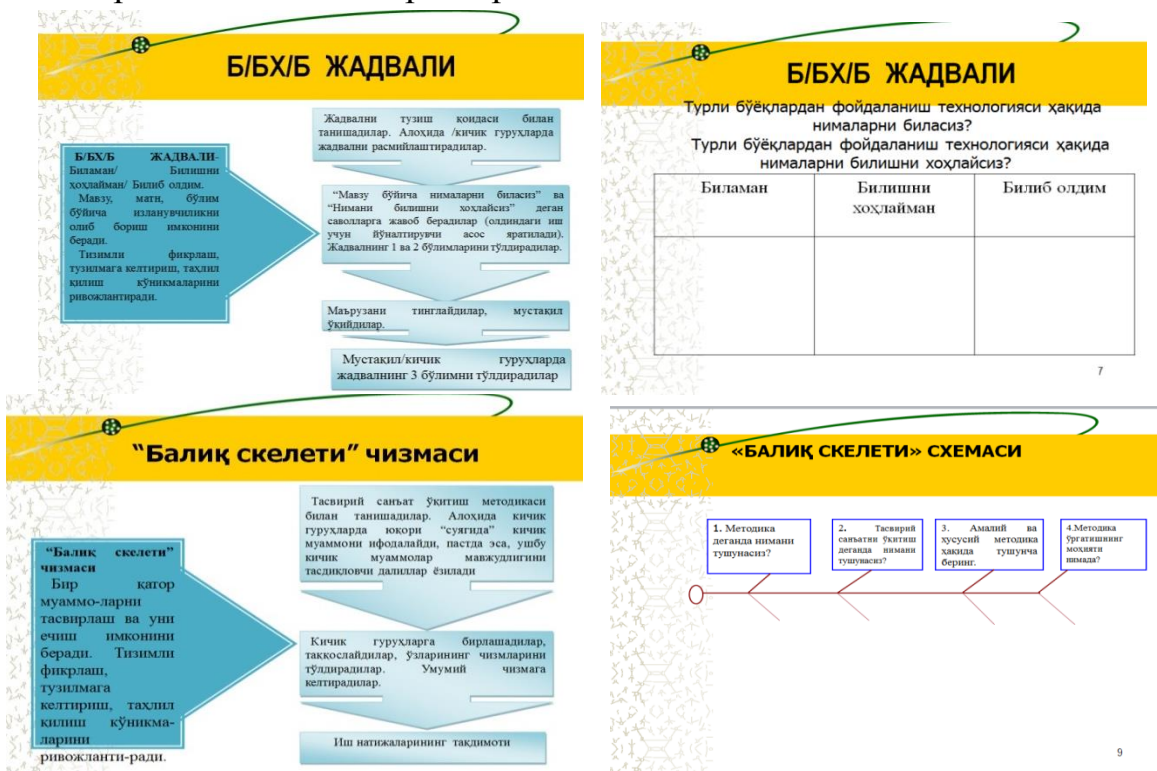 Б/БХ/Б ЖАДВАЛИ
Б/БХ/Б ЖАДВАЛИ-
Биламан/ Билишни
ҳоҳлайман/ Билиб олдим.
Мавзу, матн, бўлим
бўйича изланувчиликни
олиб бориш имконини
беради.
Тизимли фикрлаш,
тузилмага келтириш, таҳлил
қилиш кўникмаларини
ривожлантиради.
Жадвални тузиш қоидаси билан
танишадилар. Алоҳида /кичик гуруҳларда
жадвални расмийлаштирадилар.
“Мавзу бўйича нималарни биласиз” ва
“Нимани билишни хоҳлайсиз” деган
саволларга жавоб берадилар (олдиндаги иш
учун йўналтирувчи асос яратилади).
Жадвалнинг 1 ва 2 бўлимларини тўлдирадилар.
Маърузани тинглайдилар, мустақил
ўқийдилар.
Мустақил/кичик гуруҳларда
жадвалнинг 3 бўлимни тўлдирадилар
Б/БХ/Б ЖАДВАЛИ
Турли бўёқлардан фойдаланиш технологияси ҳақида
нималарни биласиз?
Турли бўёқлардан фойдаланиш технологияси ҳақида
нималарни билишни хоҳлайсиз?
Биламан
Билишни
хоҳлайман
Билиб олдим
7
“Балиқ скелети” чизмаси
“Балиқ скелети”
чизмаси
Бир қатор
муаммо-ларни
тасвирлаш ва уни
ечиш имконини
беради. Тизимли
фикрлаш,
тузилмага
келтириш, таҳлил
қилиш кўникма-
ларини
ривожланти-ради.
Тасвирий санъат ўқитиш методикаси
билан танишадилар. Алоҳида кичик
гуруҳларда юқори “суягида” кичик
муаммони ифодалайди, пастда эса, ушбу
кичик муаммолар мавжудлигини
тасдиқловчи далиллар ёзилади
Кичик гуруҳларга бирлашадилар,
таққослайдилар, ўзларининг чизмларини
тўлдирадилар. Умумий чизмага
келтирадилар.
Иш натижаларининг тақдимоти
«БАЛИҚ СКЕЛЕТИ» СХЕМАСИ
1. Методика
деганда нимани
тушунасиз?
2. Тасвирий
санъатни ўқитиш
деганда нимани
тушувасиз?
3. Амалий ва
хусусий методика
ҳақида тушунча
беринг.
4.Методика
ўргатишнинг
моҳияти
нимада?
9